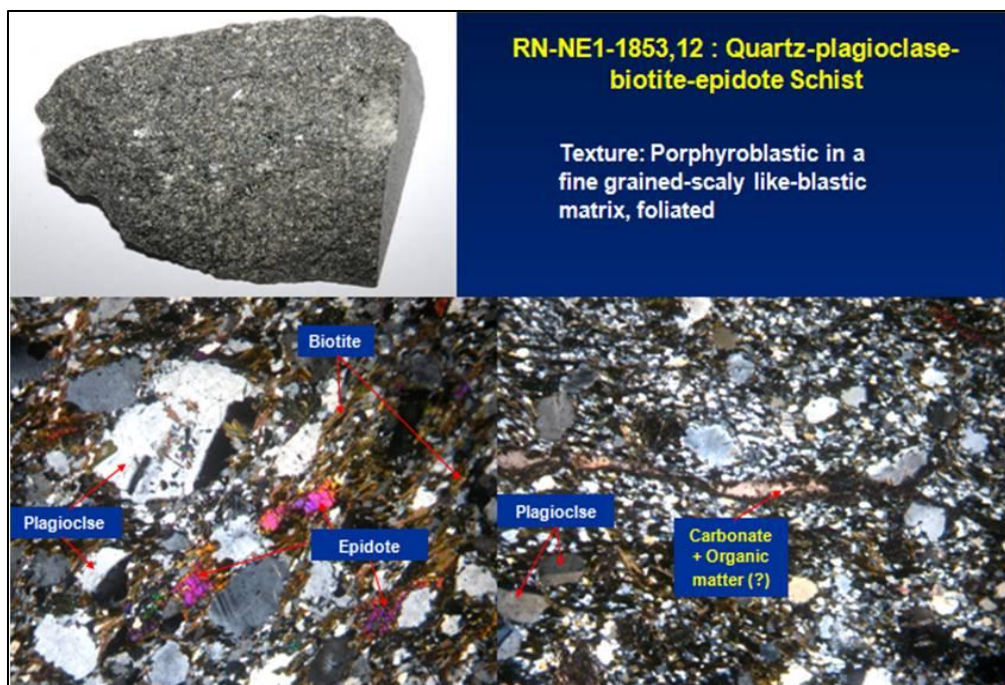 RN-NE1-1853,12 : Quartz-plagioclase-
biotite-epidote Schist
Texture: Porphyroblastic in a
fine grained-scaly like-blastic
matrix, foliated
Biotite
Plagioclse
Epidote
Plagioclse
Carbonate
+ Organic
matter (?)